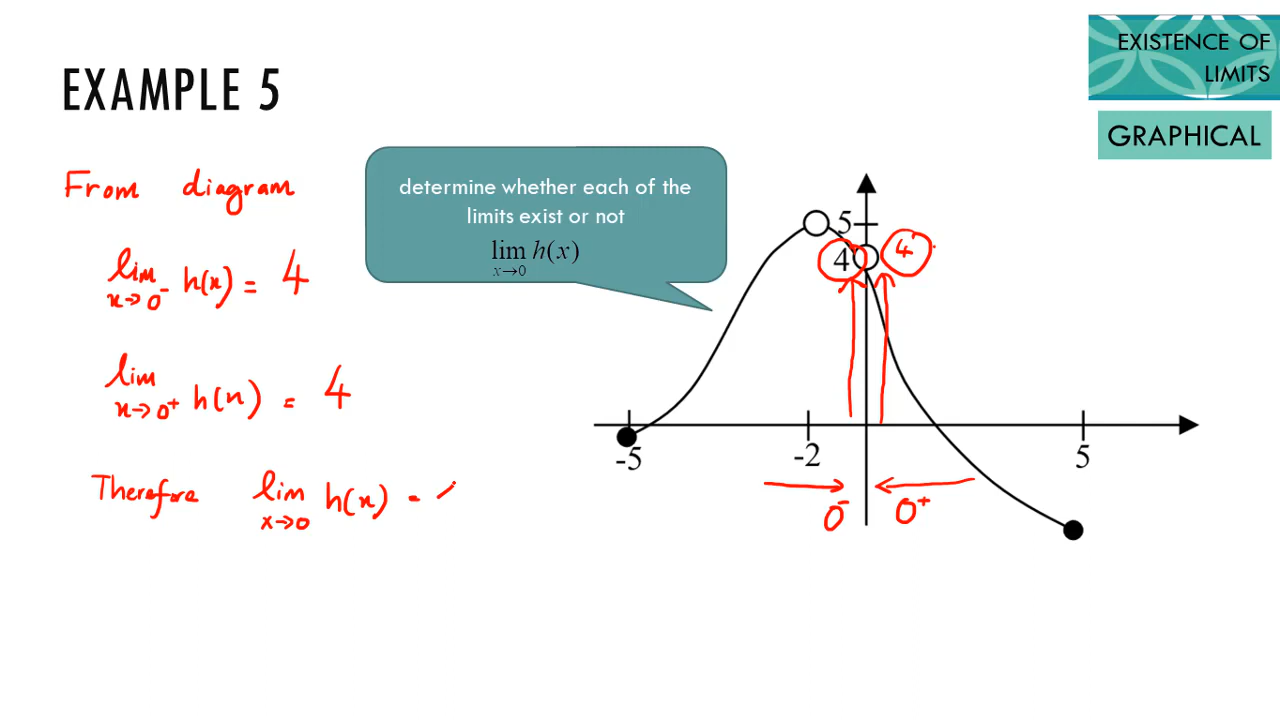 EXISTENCE OF
LIMITS
GRAPHICAL
EXAMPLE 5
determine whether each of the
limits exist or not
lim h(x)
x→0
From diagram
lim h(x) = 4
x→0⁻
lim h(x) = 4
x→0⁺
Therefore lim h(x) =
x→0
5
4 4
-5 -2 5
0⁻ 0⁺